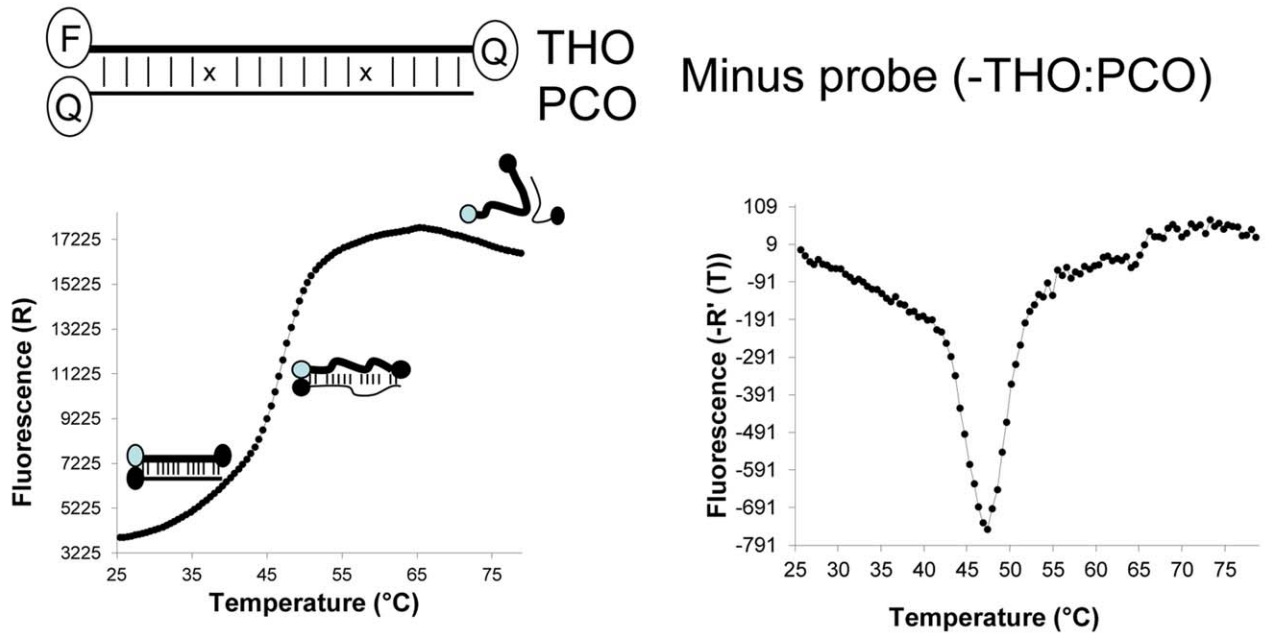 F
Q
THO
x
x
Q
PCO
Minus probe (-THO:PCO)
Fluorescence (R)
17225
15225
13225
11225
9225
7225
5225
3225
25
35
45
55
65
75
Temperature (°C)
Fluorescence (-R' (T))
109
9
-91
-191
-291
-391
-491
-591
-691
-791
25
30
35
40
45
50
55
60
65
70
75
Temperature (°C)